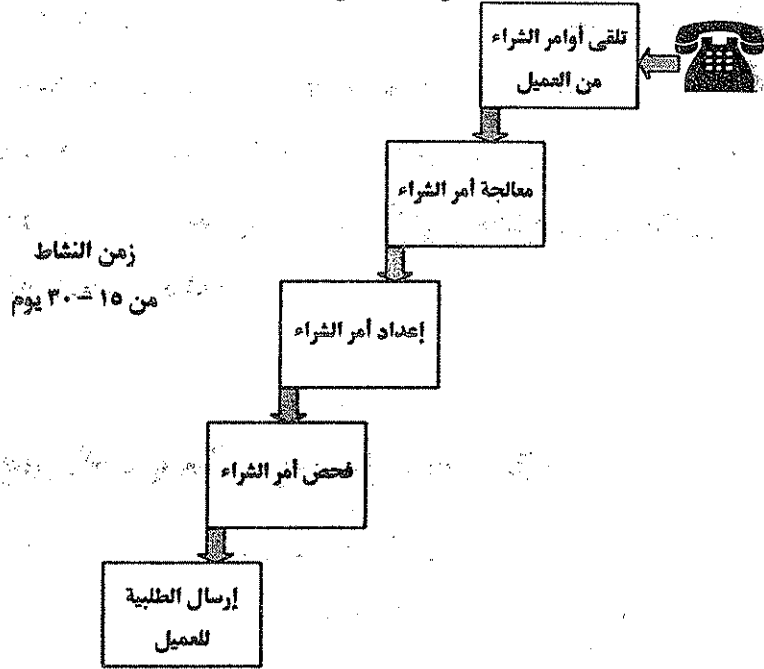 تلقى أوامر الشراء
من العميل
معالجة أمر الشراء
زمن النشاط
من ١٥ – ٣٠ يوم
إعداد أمر الشراء
فحص أمر الشراء
إرسال الطلبية
للعميل